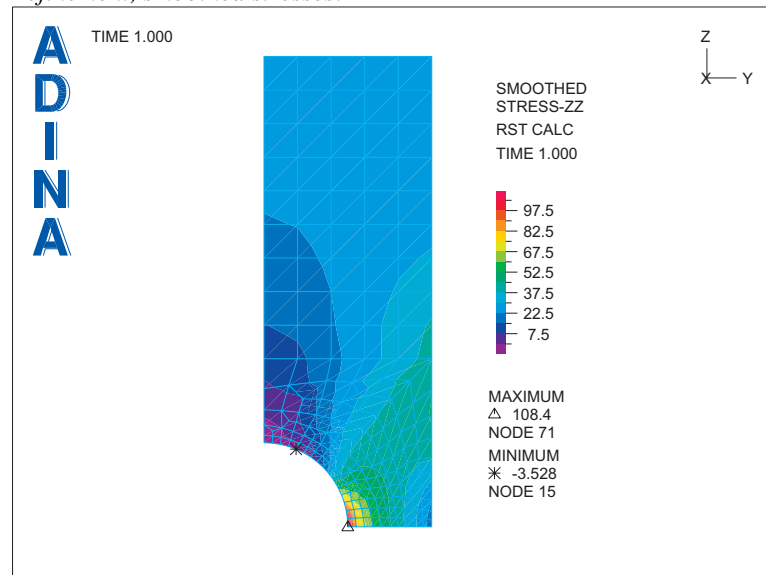 ADINA
TIME 1.000
Z
X
Y
SMOOTHED
STRESS-ZZ
RST CALC
TIME 1.000
97.5
82.5
67.5
52.5
37.5
22.5
7.5
MAXIMUM
△ 108.4
NODE 71
MINIMUM
✳ -3.528
NODE 15